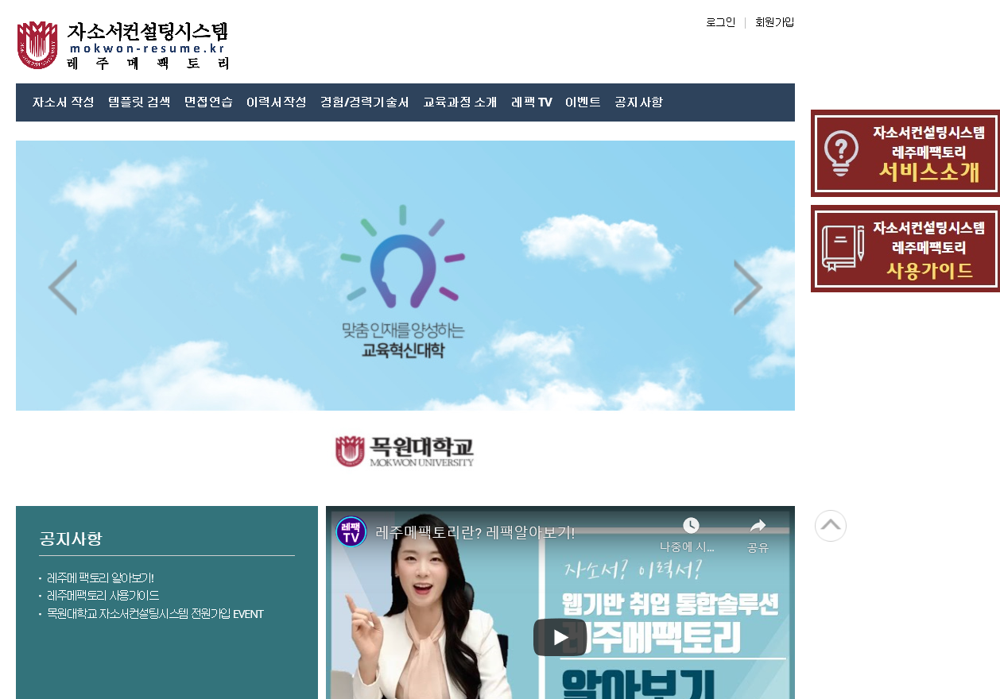 로그인
회원가입
자소서컨설팅시스템
mokwon-resume.kr
레 주 메 팩 토 리
자소서 작성 템플릿 검색 면접연습 이력서작성 경험/경력기술서 교육과정 소개 레팩 TV 이벤트 공지사항
자소서컨설팅시스템
레주메팩토리
서비스소개
자소서컨설팅시스템
레주메팩토리
사용가이드
맞춤 인재를 양성하는
교육혁신대학
목원대학교
MOKWON UNIVERSITY
공지사항
레주메 팩토리 알아보기!
레주메팩토리 사용가이드
목원대학교 자소서컨설팅시스템 전원가입 EVENT
레팩
TV
레주메팩토리란? 레팩알아보기!
나중에 시...
공유
자소서? 이력서?
웹기반 취업 통합솔루션
레주메팩토리
알아보기